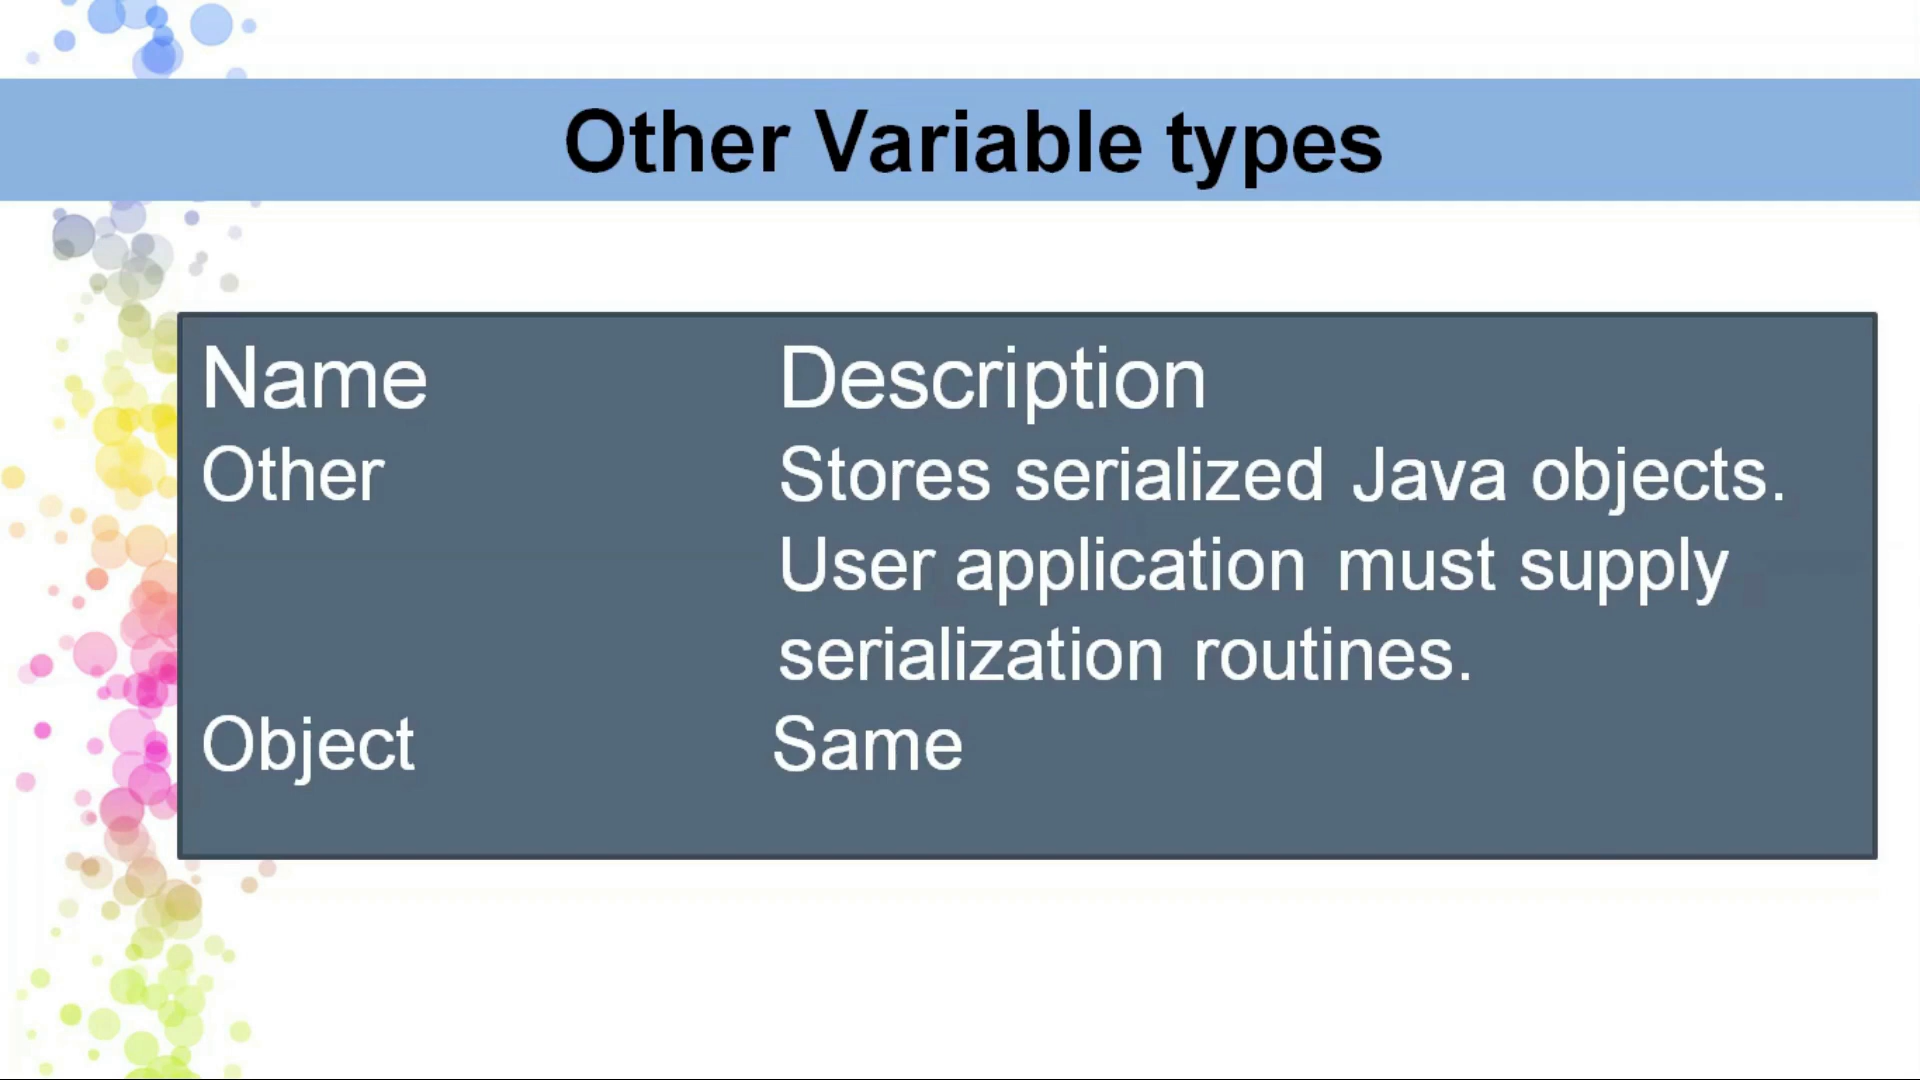 Other Variable types
Name Description
Other Stores serialized Java objects.
User application must supply
serialization routines.
Object Same